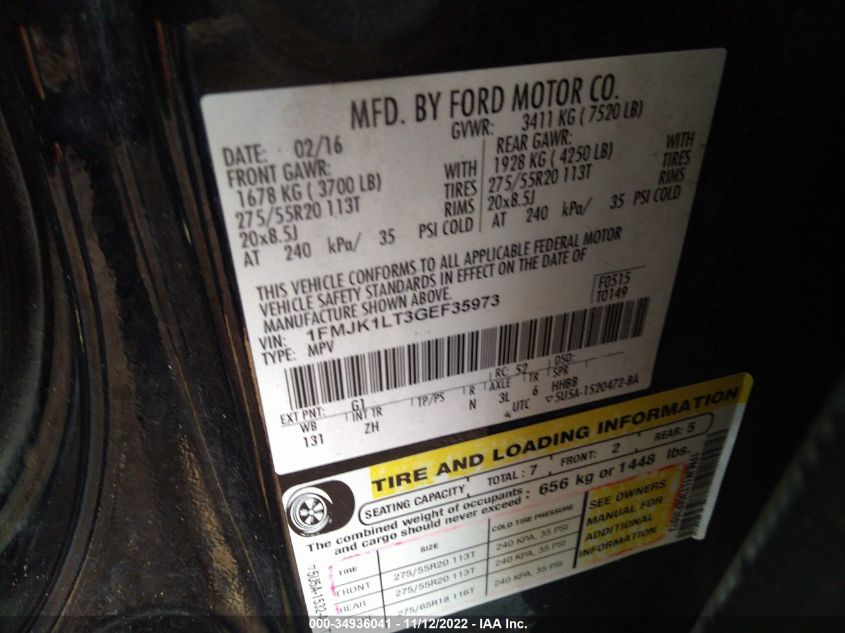 MFD. BY FORD MOTOR CO.
DATE: 02/16 GVWR: 3411 KG ( 7520 LB)
FRONT GAWR: REAR GAWR:
1678 KG ( 3700 LB) WITH 1928 KG ( 4250 LB) WITH
275/55R20 113T TIRES 275/55R20 113T TIRES
20x8.5J RIMS 20x8.5J RIMS
AT 240 kPa/ 35 PSI COLD AT 240 kPa/ 35 PSI COLD
THIS VEHICLE CONFORMS TO ALL APPLICABLE FEDERAL MOTOR
VEHICLE SAFETY STANDARDS IN EFFECT ON THE DATE OF
MANUFACTURE SHOWN ABOVE.
F0515
T0149
VIN: 1FMJK1LT3GEF35973
TYPE: MPV
EXT PNT: G1 RC: 52 DSO:
WB INT TR TP/PS R AXLE TR SPR
131 ZH N 3L 6 HHBB
UTC 5U5A-1520472-BA
TIRE AND LOADING INFORMATION
SEATING CAPACITY TOTAL: 7 FRONT: 2 REAR: 5
The combined weight of occupants and cargo should never exceed: 656 kg or 1448 lbs.
TIRE SIZE COLD TIRE PRESSURE
FRONT 275/55R20 113T 240 KPA, 35 PSI
REAR 275/55R20 113T 240 KPA, 35 PSI
275/65R18 116T 240 KPA, 35 PSI
SEE OWNERS
MANUAL FOR
ADDITIONAL
INFORMATION
000-34936041 - 11/12/2022 - IAA Inc.